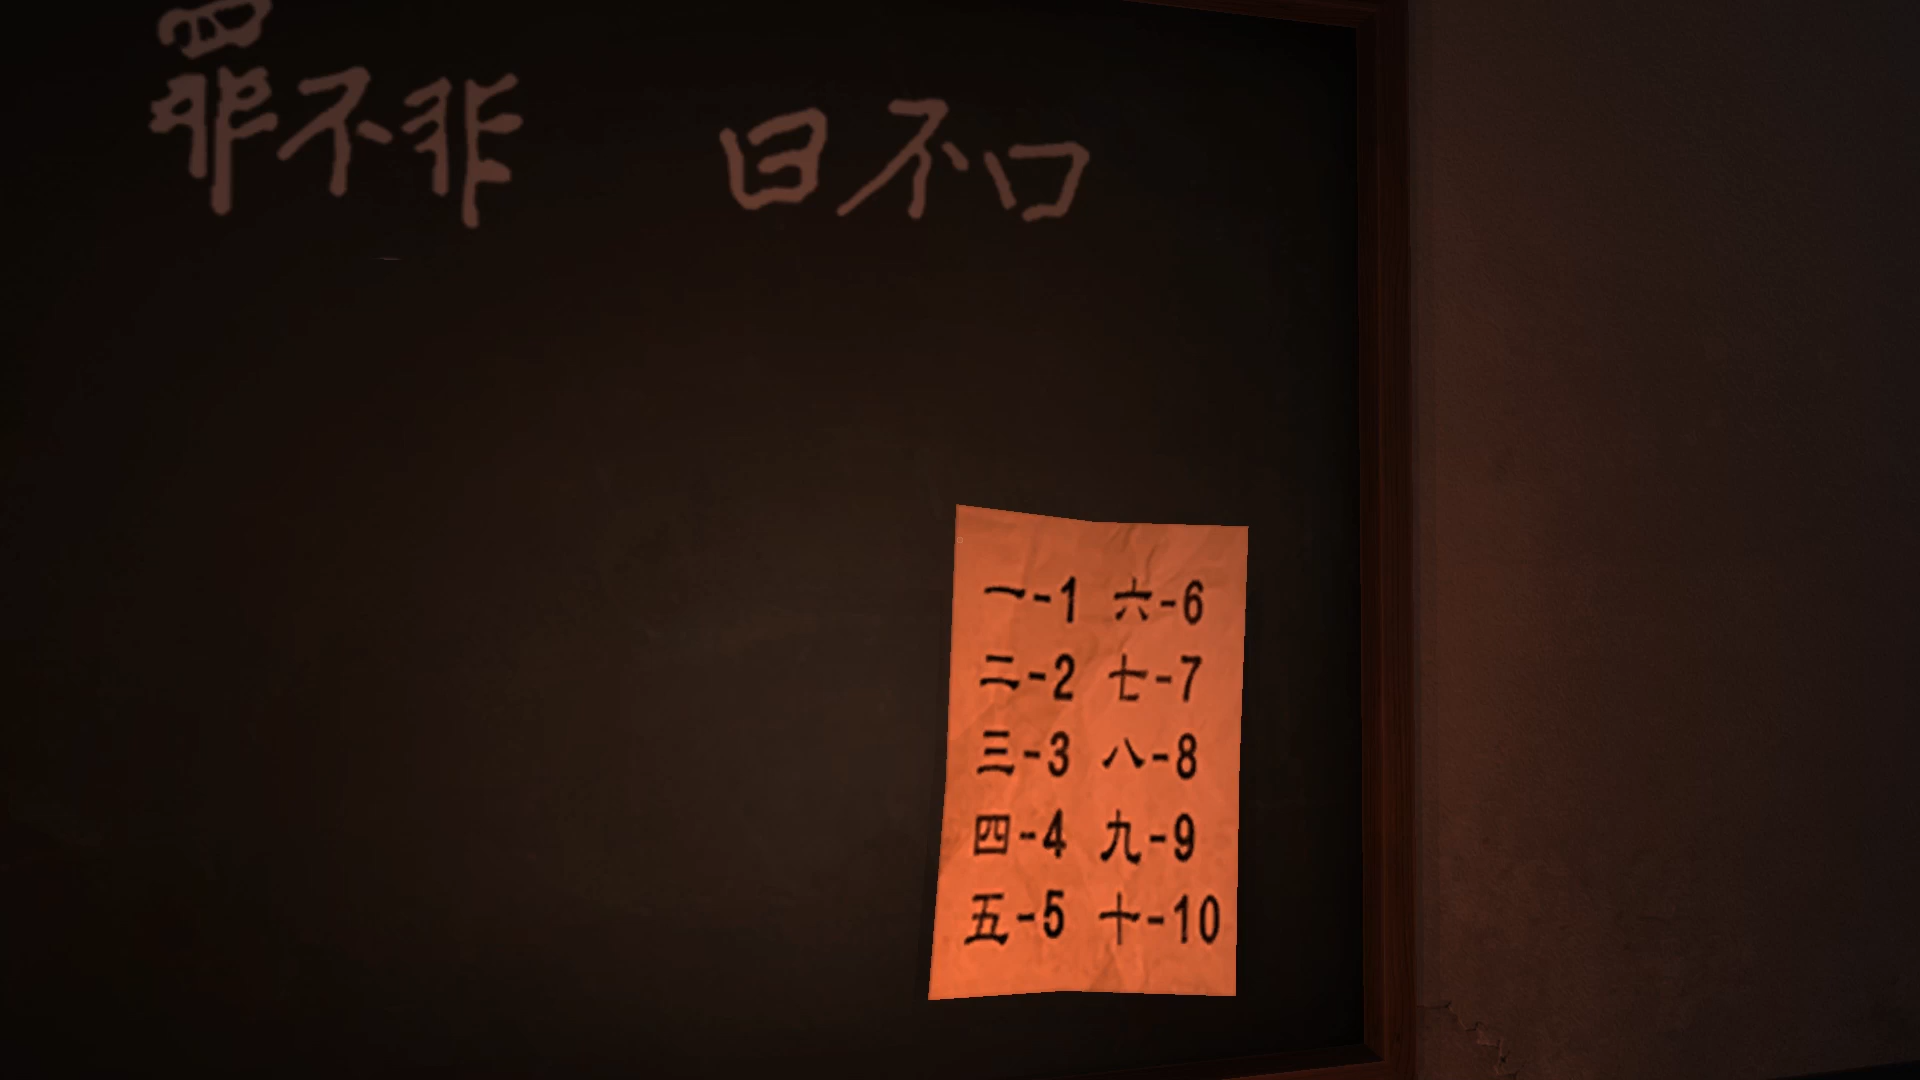 罪不非 日不口
一-1 六-6
二-2 七-7
三-3 八-8
四-4 九-9
五-5 十-10